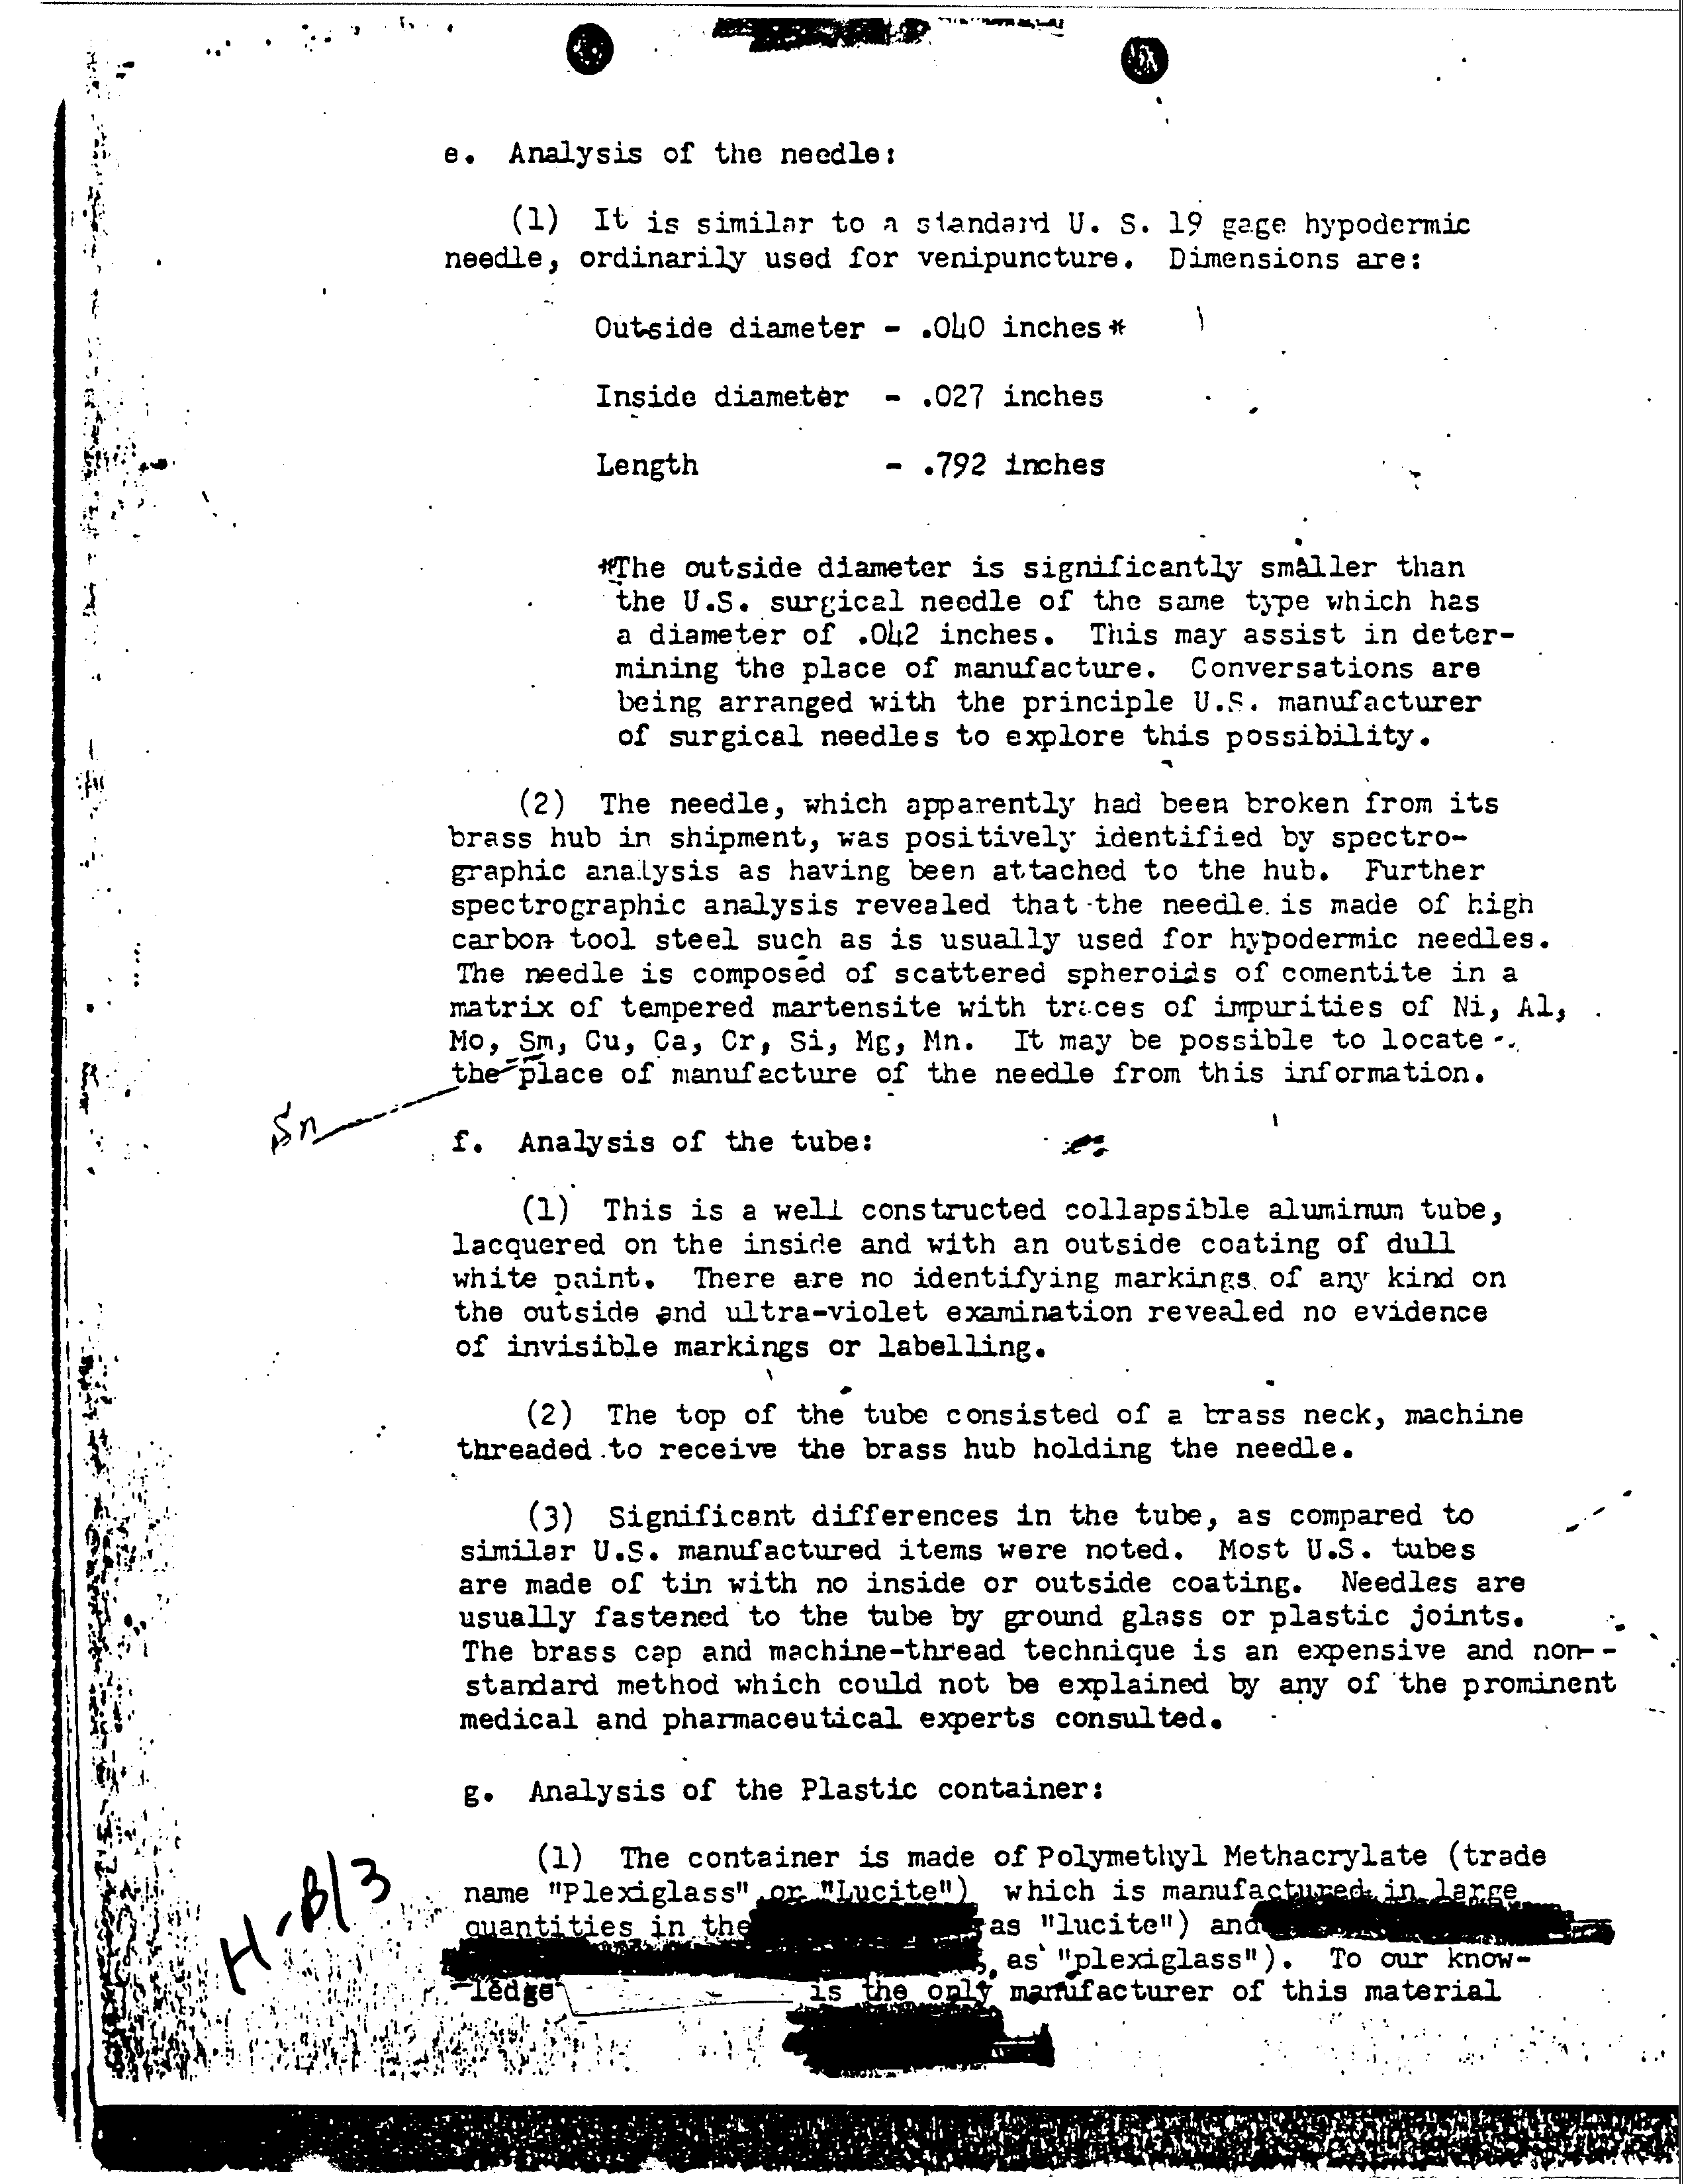 e. Analysis of the needle:
(1) It is similar to a standard U. S. 19 gage hypodermic
needle, ordinarily used for venipuncture. Dimensions are:
Outside diameter - .040 inches*
Inside diameter - .027 inches
Length - .792 inches
*The outside diameter is significantly smaller than
the U.S. surgical needle of the same type which has
a diameter of .042 inches. This may assist in deter-
mining the place of manufacture. Conversations are
being arranged with the principle U.S. manufacturer
of surgical needles to explore this possibility.
(2) The needle, which apparently had been broken from its
brass hub in shipment, was positively identified by spectro-
graphic analysis as having been attached to the hub. Further
spectrographic analysis revealed that the needle is made of high
carbon tool steel such as is usually used for hypodermic needles.
The needle is composed of scattered spheroids of comentite in a
matrix of tempered martensite with traces of impurities of Ni, Al,
Mo, Sm, Cu, Ca, Cr, Si, Mg, Mn. It may be possible to locate
the place of manufacture of the needle from this information.
Sn
f. Analysis of the tube:
(1) This is a well constructed collapsible aluminum tube,
lacquered on the inside and with an outside coating of dull
white paint. There are no identifying markings of any kind on
the outside and ultra-violet examination revealed no evidence
of invisible markings or labelling.
(2) The top of the tube consisted of a brass neck, machine
threaded to receive the brass hub holding the needle.
(3) Significant differences in the tube, as compared to
similar U.S. manufactured items were noted. Most U.S. tubes
are made of tin with no inside or outside coating. Needles are
usually fastened to the tube by ground glass or plastic joints.
The brass cap and machine-thread technique is an expensive and non-
standard method which could not be explained by any of the prominent
medical and pharmaceutical experts consulted.
g. Analysis of the Plastic container:
(1) The container is made of Polymethyl Methacrylate (trade
name "Plexiglass" or "Lucite") which is manufactured in large
quantities in the as "lucite") and
as "plexiglass"). To our know-
ledge is the only manufacturer of this material
H-B/3